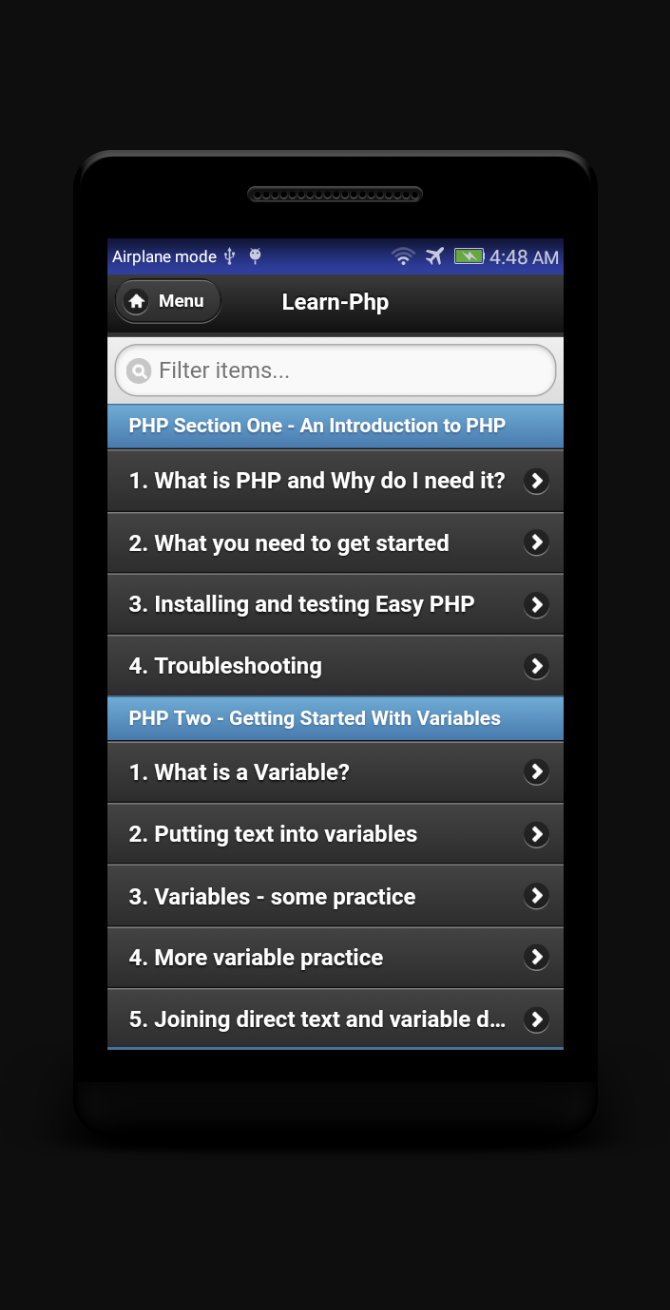 Airplane mode 4:48 AM
Menu Learn-Php
Filter items...
PHP Section One - An Introduction to PHP
1. What is PHP and Why do I need it?
2. What you need to get started
3. Installing and testing Easy PHP
4. Troubleshooting
PHP Two - Getting Started With Variables
1. What is a Variable?
2. Putting text into variables
3. Variables - some practice
4. More variable practice
5. Joining direct text and variable d...